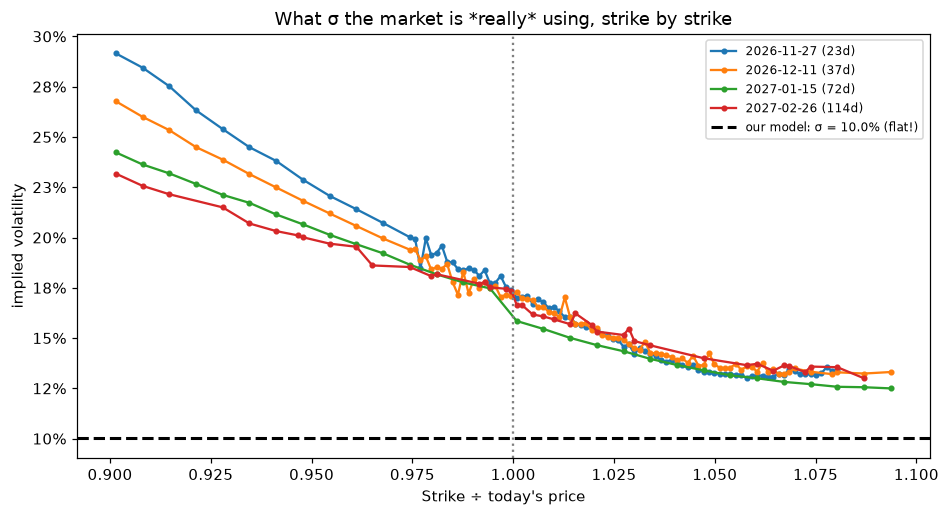 What σ the market is *really* using, strike by strike
30%
28%
25%
23%
20%
18%
15%
12%
10%
implied volatility
2026-11-27 (23d)
2026-12-11 (37d)
2027-01-15 (72d)
2027-02-26 (114d)
our model: σ = 10.0% (flat!)
0.900 0.925 0.950 0.975 1.000 1.025 1.050 1.075 1.100
Strike ÷ today's price